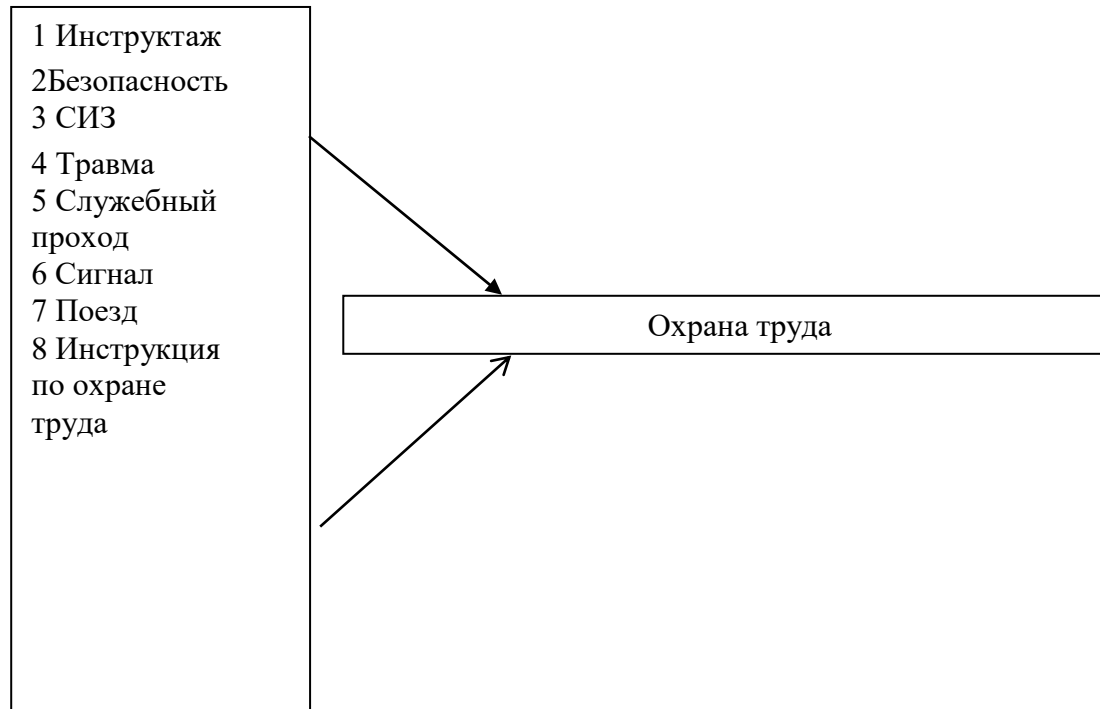 1 Инструктаж
2Безопасность
3 СИЗ
4 Травма
5 Служебный
проход
6 Сигнал
7 Поезд
8 Инструкция
по охране
труда
Охрана труда